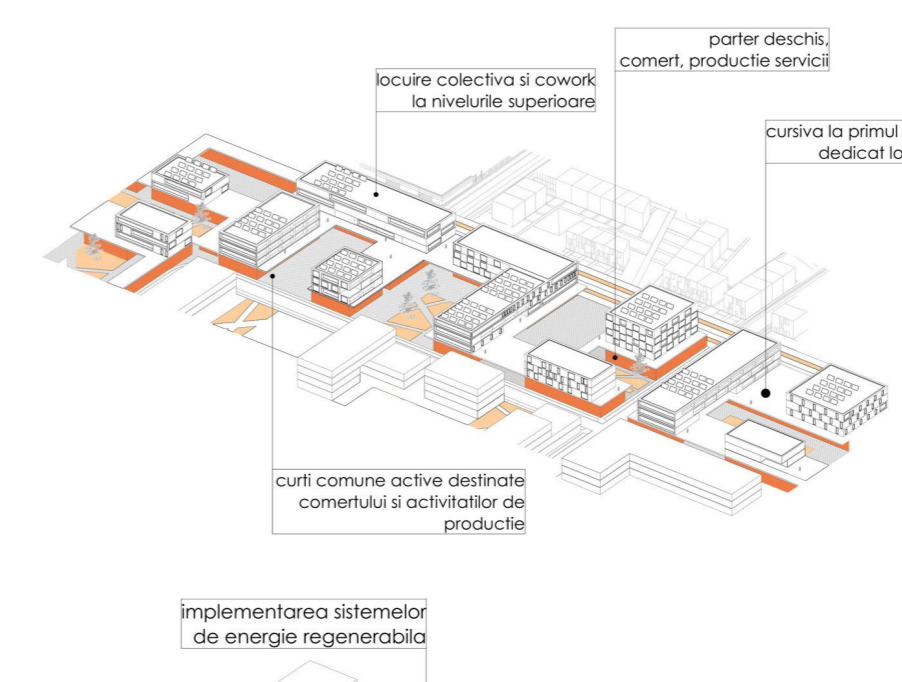 parter deschis,
comert, productie servicii
locuire colectiva si cowork
la nivelurile superioare
cursiva la primul
dedicat
curti comune active destinate
comertului si activitatilor de
productie
implementarea sistemelor
de energie regenerabila